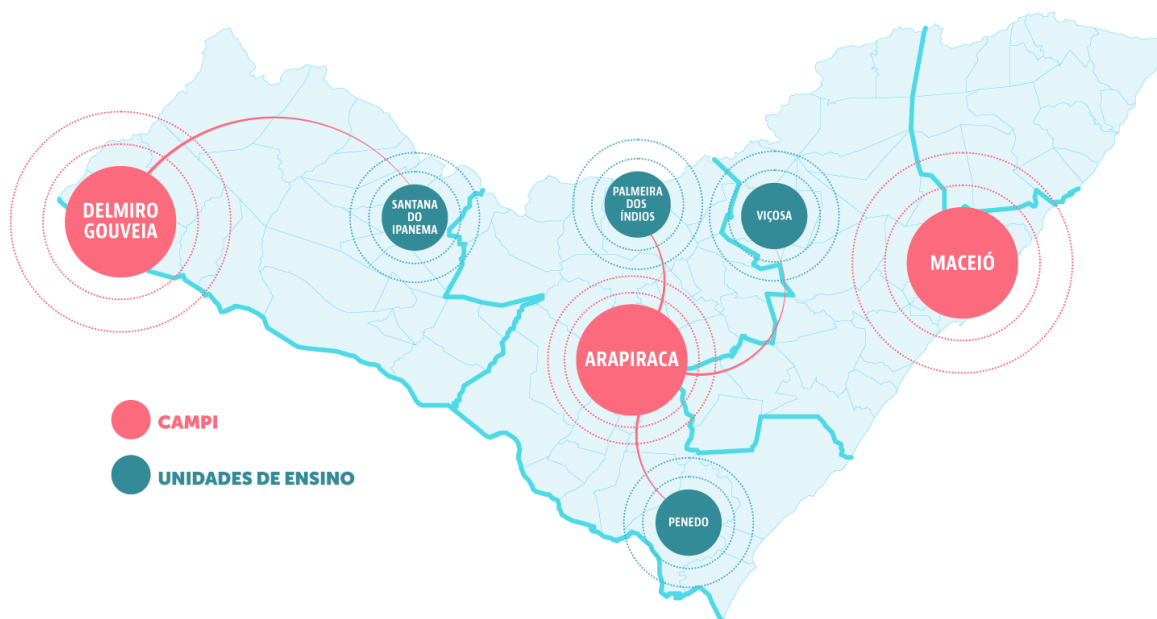 DELMIRO
GOUVEIA
SANTANA
DO
IPANEMA
PALMEIRA
DOS
ÍNDIOS
VIÇOSA
MACEIÓ
ARAPIRACA
CAMPI
UNIDADES DE ENSINO
PENEDO